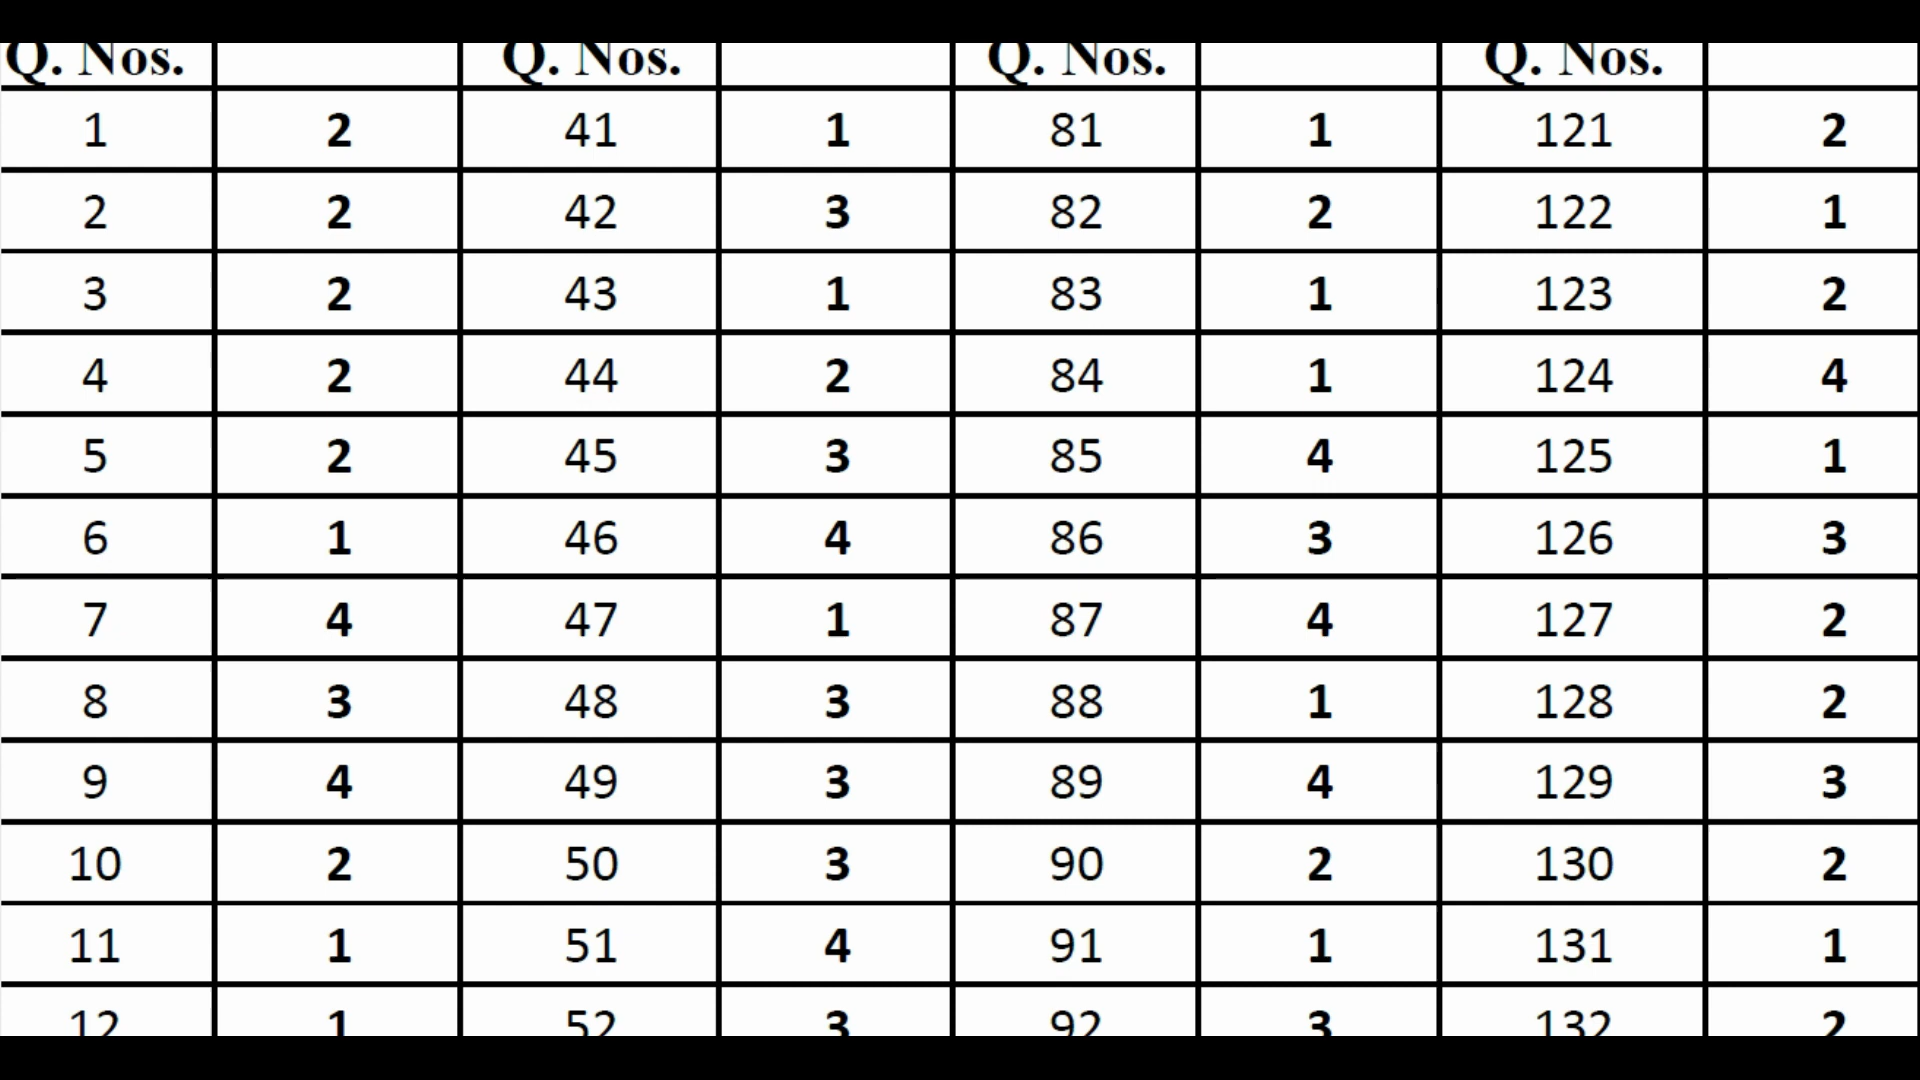 Q. Nos. Q. Nos. Q. Nos. Q. Nos.
1 2 41 1 81 1 121 2
2 2 42 3 82 2 122 1
3 2 43 1 83 1 123 2
4 2 44 2 84 1 124 4
5 2 45 3 85 4 125 1
6 1 46 4 86 3 126 3
7 4 47 1 87 4 127 2
8 3 48 3 88 1 128 2
9 4 49 3 89 4 129 3
10 2 50 3 90 2 130 2
11 1 51 4 91 1 131 1
12 1 52 3 92 3 132 2